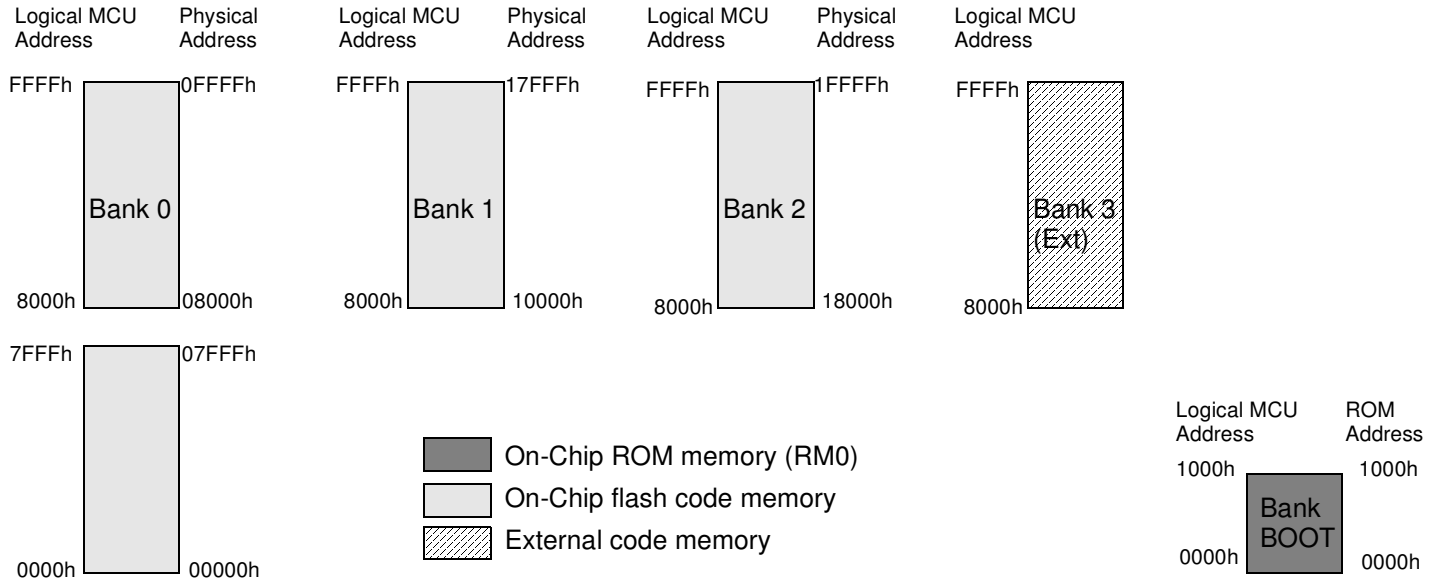 Logical MCU
Address
Physical
Address
Logical MCU
Address
Physical
Address
Logical MCU
Address
Physical
Address
Logical MCU
Address
FFFFh
0FFFFh
FFFFh
17FFFh
FFFFh
1FFFFh
FFFFh
Bank 0
Bank 1
Bank 2
Bank 3
(Ext)
8000h
08000h
8000h
10000h
8000h
18000h
8000h
7FFFh
07FFFh
0000h
00000h
On-Chip ROM memory (RM0)
On-Chip flash code memory
External code memory
Logical MCU
Address
ROM
Address
1000h
1000h
Bank
BOOT
0000h
0000h